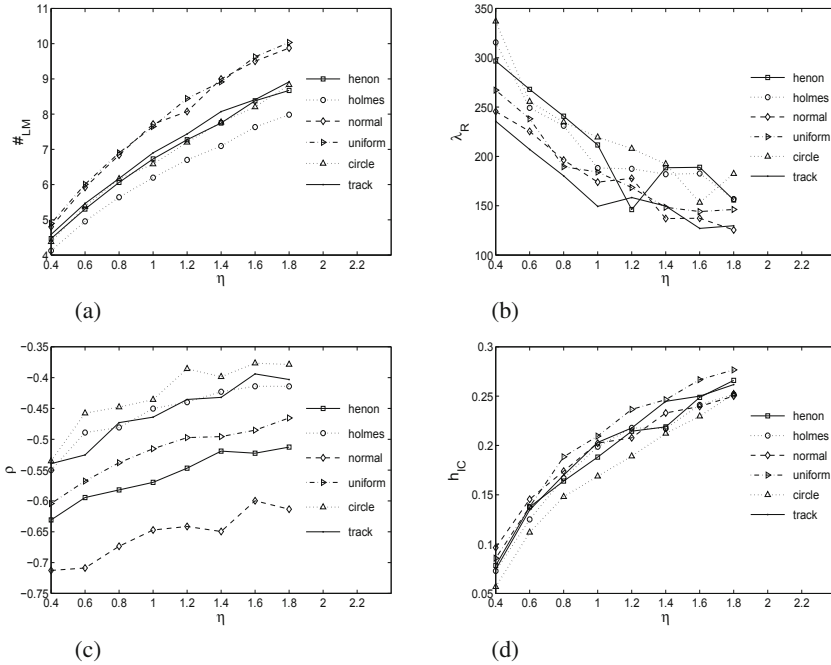 11
10
9
8
7
6
5
4
#LM
0.4 0.6 0.8 1 1.2 1.4 1.6 1.8 2 2.2
η
henon
holmes
normal
uniform
circle
track
(a)
350
300
250
200
150
100
λR
0.4 0.6 0.8 1 1.2 1.4 1.6 1.8 2 2.2
η
henon
holmes
normal
uniform
circle
track
(b)
−0.35
−0.4
−0.45
−0.5
−0.55
−0.6
−0.65
−0.7
−0.75
ρ
0.4 0.6 0.8 1 1.2 1.4 1.6 1.8 2 2.2
η
henon
holmes
normal
uniform
circle
track
(c)
0.3
0.25
0.2
0.15
0.1
0.05
hIC
0.4 0.6 0.8 1 1.2 1.4 1.6 1.8 2 2.2
η
henon
holmes
normal
uniform
circle
track
(d)